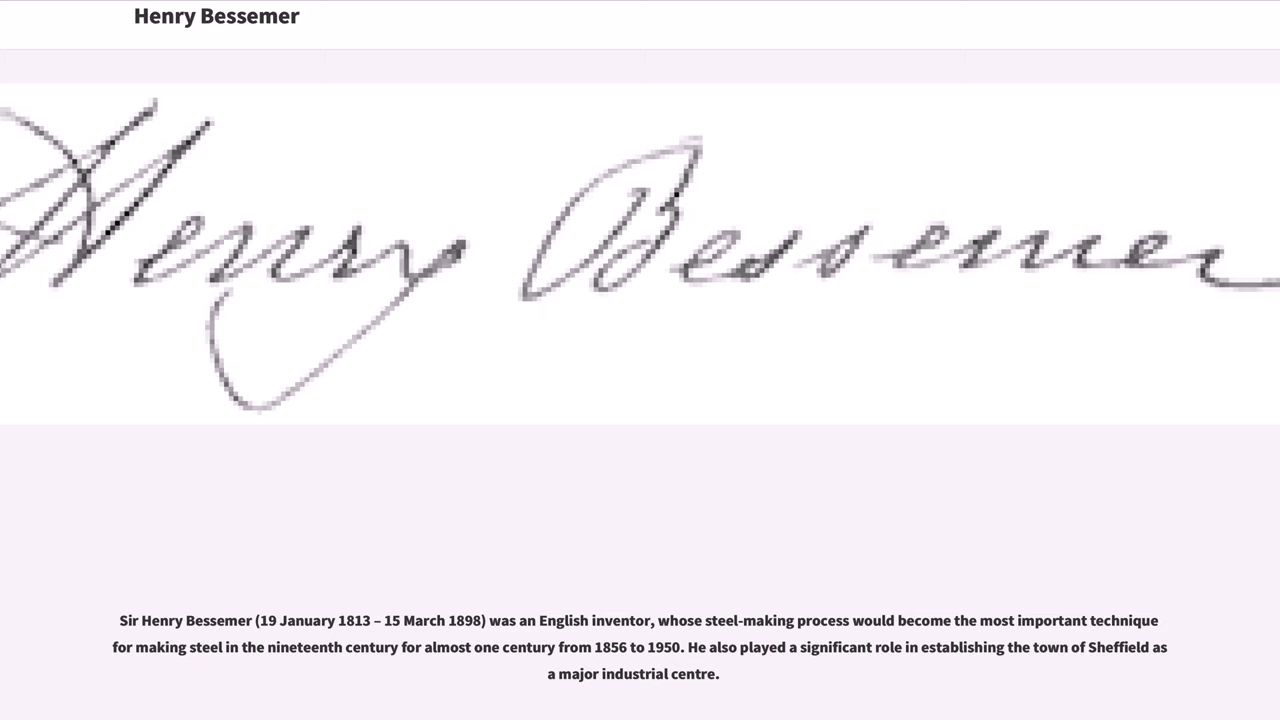 Henry Bessemer
Henry Bessemer
Sir Henry Bessemer (19 January 1813 – 15 March 1898) was an English inventor, whose steel-making process would become the most important technique
for making steel in the nineteenth century for almost one century from 1856 to 1950. He also played a significant role in establishing the town of Sheffield as
a major industrial centre.